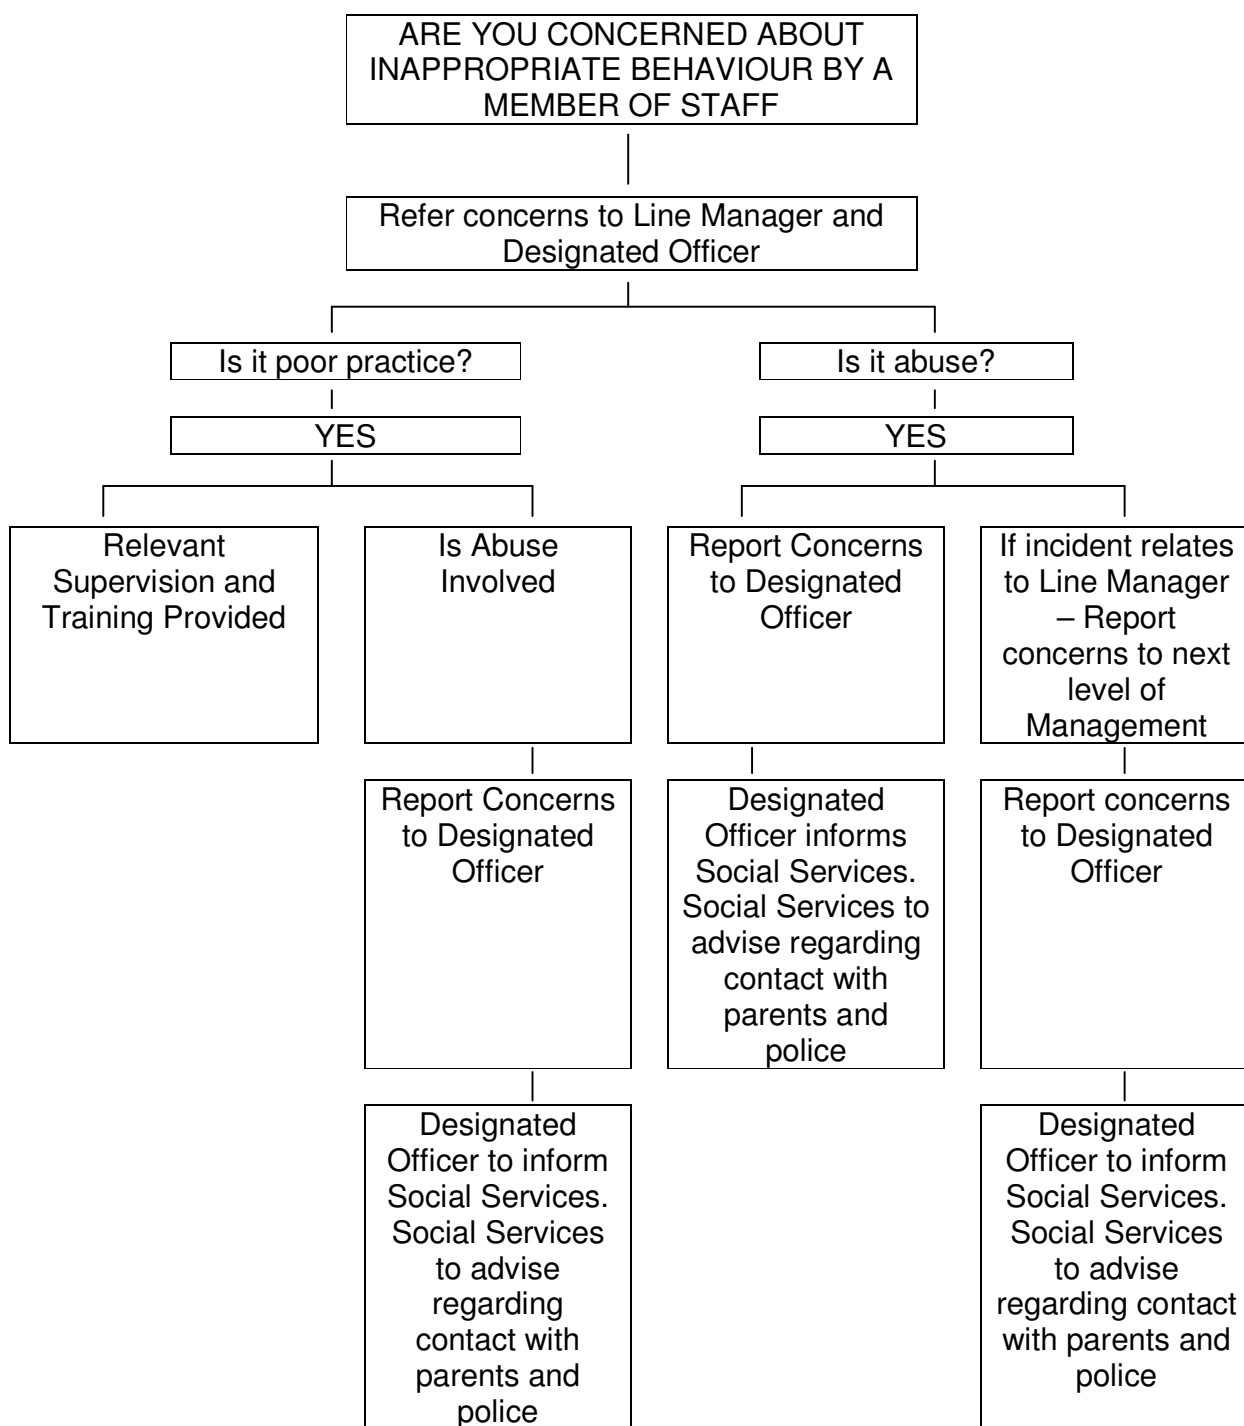 ARE YOU CONCERNED ABOUT
INAPPROPRIATE BEHAVIOUR BY A
MEMBER OF STAFF
Refer concerns to Line Manager and
Designated Officer
Is it poor practice?
Is it abuse?
YES
YES
Relevant
Supervision and
Training Provided
Is Abuse
Involved
Report Concerns
to Designated
Officer
If incident relates
to Line Manager
– Report
concerns to next
level of
Management
Report Concerns
to Designated
Officer
Designated
Officer informs
Social Services.
Social Services to
advise regarding
contact with
parents and
police
Report concerns
to Designated
Officer
Designated
Officer to inform
Social Services.
Social Services
to advise
regarding
contact with
parents and
police
Designated
Officer to inform
Social Services.
Social Services
to advise
regarding contact
with parents and
police